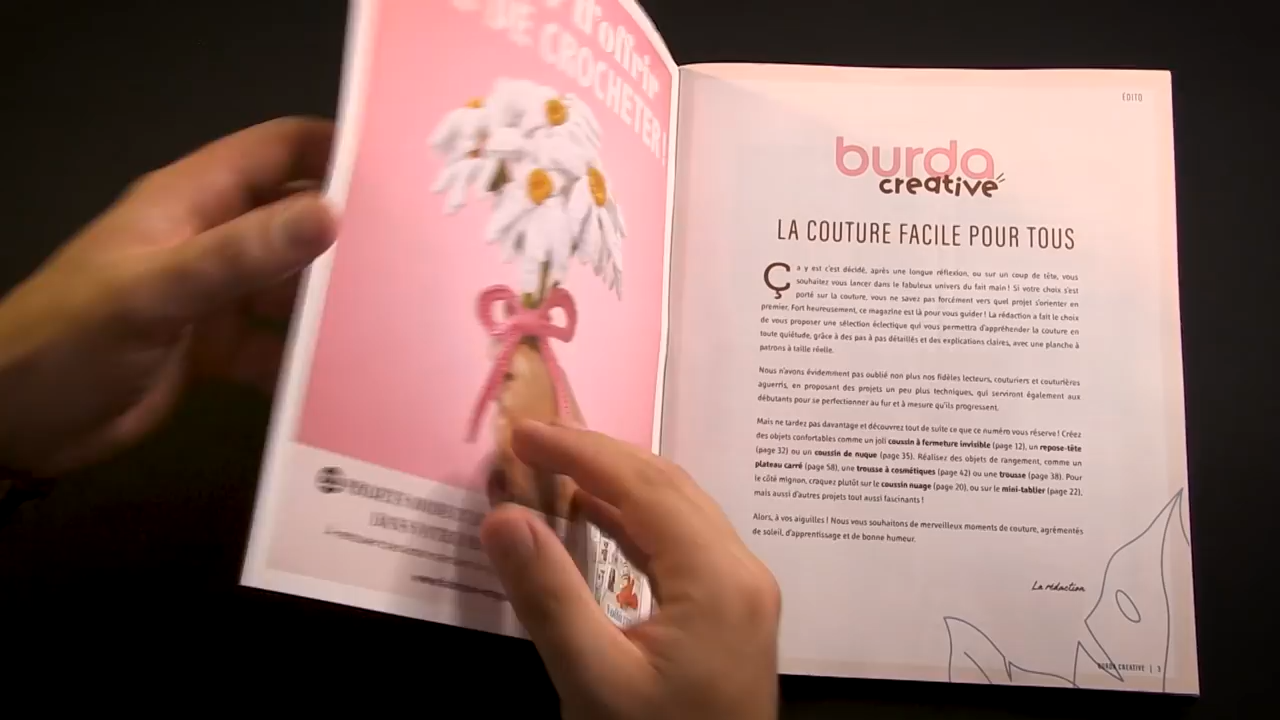 d'offrir
DE CROCHETER !
ÉDITO
burda
creative
LA COUTURE FACILE POUR TOUS
Ça y est c'est décidé, après une longue réflexion, ou sur un coup de tête, vous
souhaitez vous lancer dans le fabuleux univers du fait main ! Si votre choix s'est
porté sur la couture, vous ne savez pas forcément vers quel projet s'orienter en
premier. Fort heureusement, ce magazine est là pour vous guider ! La rédaction a fait le choix
de vous proposer une sélection éclectique qui vous permettra d'appréhender la couture en
toute quiétude, grâce à des pas à pas détaillés et des explications claires, avec une planche à
patrons à taille réelle.
Nous n'avons évidemment pas oublié non plus nos fidèles lecteurs, couturiers et couturières
aguerris, en proposant des projets un peu plus techniques, qui serviront également aux
débutants pour se perfectionner au fur et à mesure qu'ils progressent.
Mais ne tardez pas davantage et découvrez tout de suite ce que ce numéro vous réserve ! Créez
des objets confortables comme un joli coussin à fermeture invisible (page 12), un repose-tête
(page 32) ou un coussin de nuque (page 35). Réalisez des objets de rangement, comme un
plateau carré (page 58), une trousse à cosmétiques (page 42) ou une trousse (page 38). Pour
le côté mignon, craquez plutôt sur le coussin nuage (page 20), ou sur le mini-tablier (page 22),
mais aussi d'autres projets tout aussi fascinants !
Alors, à vos aiguilles ! Nous vous souhaitons de merveilleux moments de couture, agrémentés
de soleil, d'apprentissage et de bonne humeur.
La rédaction
BURDA CREATIVE | 3